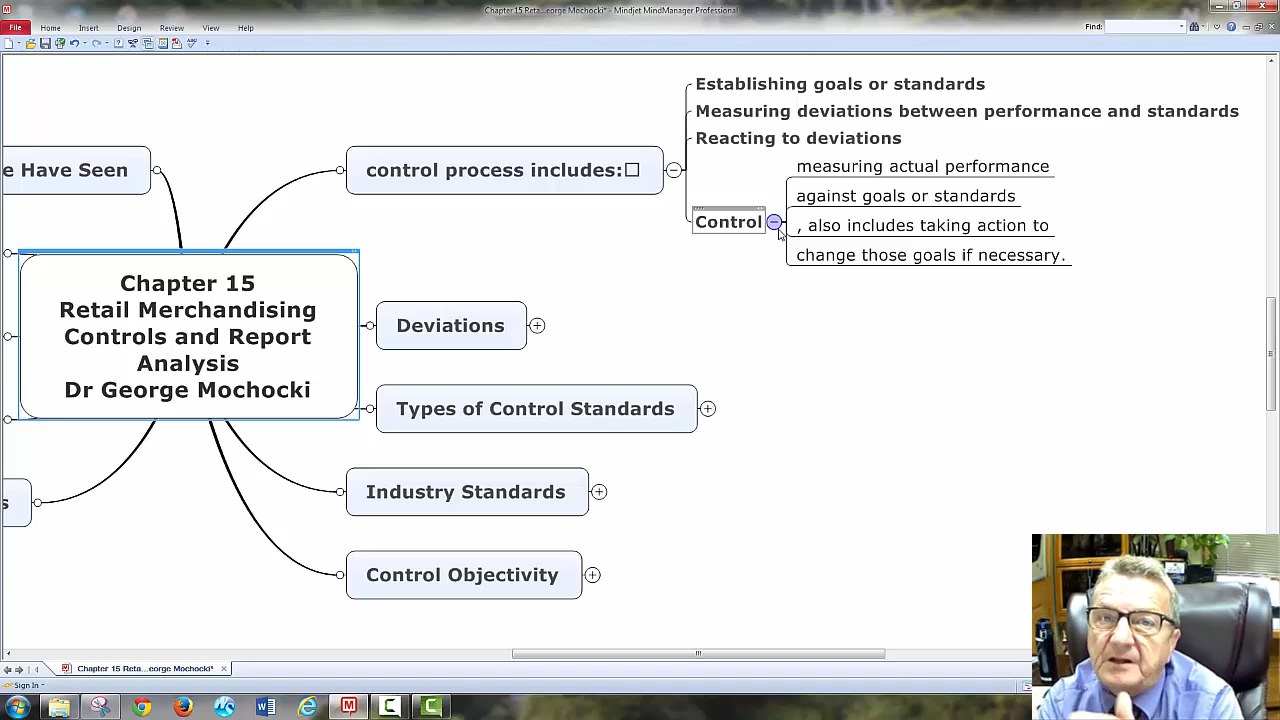 Chapter 15 Reta...eorge Mochocki* - Mindjet MindManager Professional
File Home Insert Design Review View Help
Find:
Establishing goals or standards
Measuring deviations between performance and standards
Reacting to deviations
control process includes:
e Have Seen
Control
measuring actual performance
against goals or standards
, also includes taking action to
change those goals if necessary.
Chapter 15
Retail Merchandising
Controls and Report
Analysis
Dr George Mochocki
Deviations
Types of Control Standards
Industry Standards
s
Control Objectivity
Chapter 15 Reta...eorge Mochocki*
Sign In